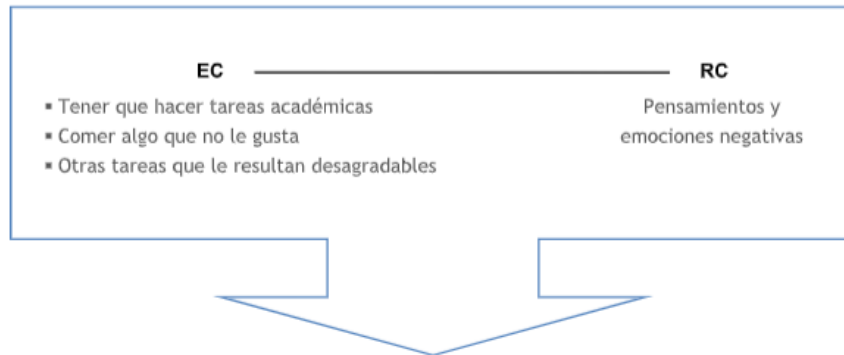 EC RC
▪ Tener que hacer tareas académicas
▪ Comer algo que no le gusta
▪ Otras tareas que le resultan desagradables
Pensamientos y
emociones negativas